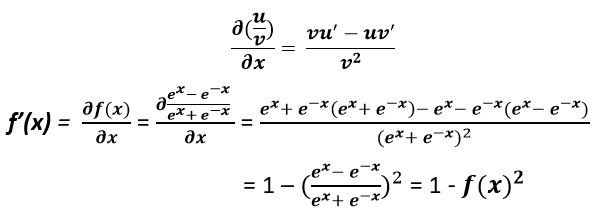 ∂(u/v)/∂x = (vu′ − uv′)/v²
f′(x) = ∂f(x)/∂x = ∂(eˣ− e⁻ˣ)/(eˣ+ e⁻ˣ)/∂x = (eˣ+ e⁻ˣ(eˣ+ e⁻ˣ)− eˣ− e⁻ˣ(eˣ− e⁻ˣ))/(eˣ+ e⁻ˣ)²
= 1 − ((eˣ− e⁻ˣ)/(eˣ+ e⁻ˣ))² = 1 - f(x)²